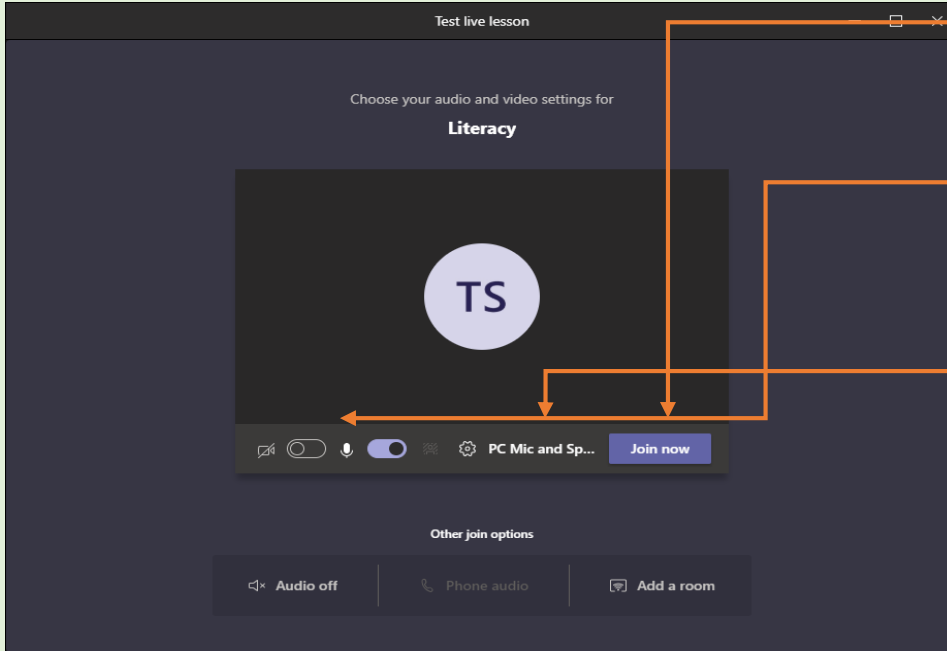 Test live lesson
Choose your audio and video settings for
Literacy
TS
PC Mic and Sp... Join now
Other join options
Audio off Phone audio Add a room